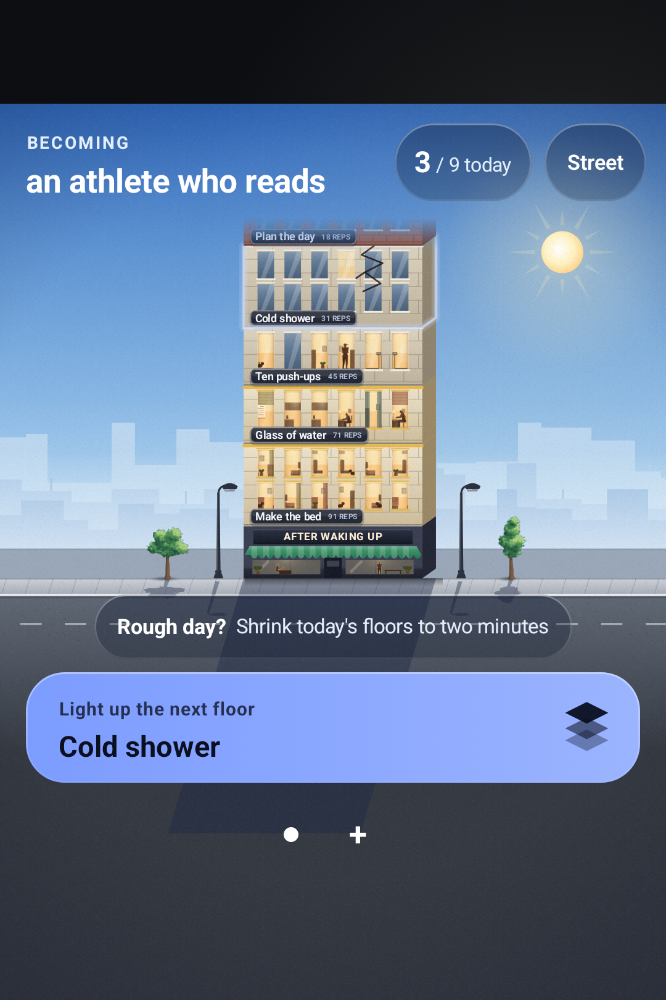 BECOMING
an athlete who reads
3 / 9 today
Street
Plan the day 18 REPS
Cold shower 31 REPS
Ten push-ups 45 REPS
Glass of water 71 REPS
Make the bed 91 REPS
AFTER WAKING UP
Rough day? Shrink today's floors to two minutes
Light up the next floor
Cold shower